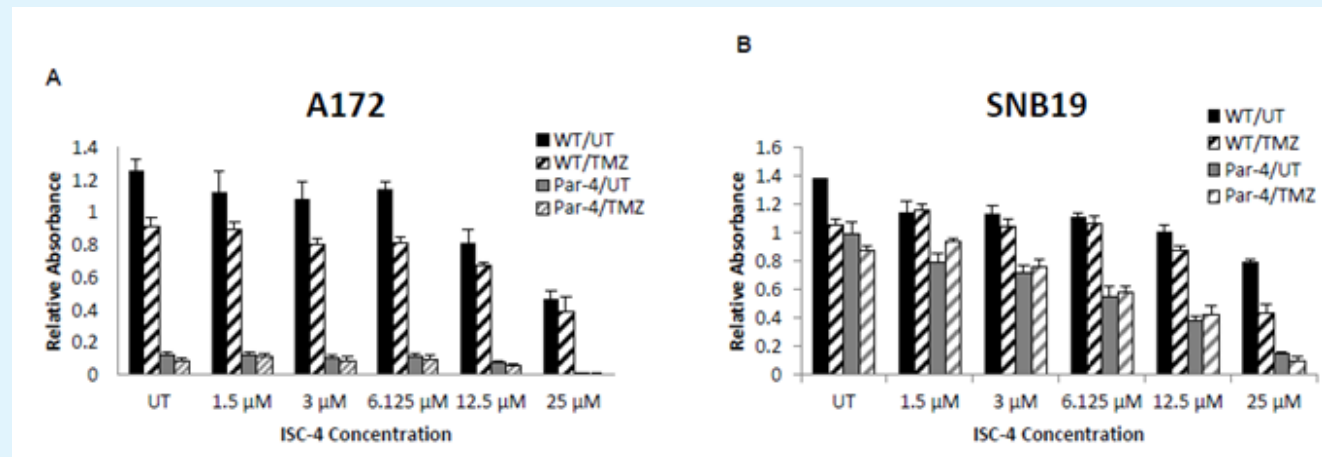 A
A172
WT/UT
WT/TMZ
Par-4/UT
Par-4/TMZ
1.4
1.2
1
0.8
0.6
0.4
0.2
0
Relative Absorbance
UT 1.5 µM 3 µM 6.125 µM 12.5 µM 25 µM
ISC-4 Concentration
B
SNB19
WT/UT
WT/TMZ
Par-4/UT
Par-4/TMZ
1.6
1.4
1.2
1
0.8
0.6
0.4
0.2
0
Relative Absorbance
UT 1.5 µM 3 µM 6.125 µM 12.5 µM 25 µM
ISC-4 Concentration